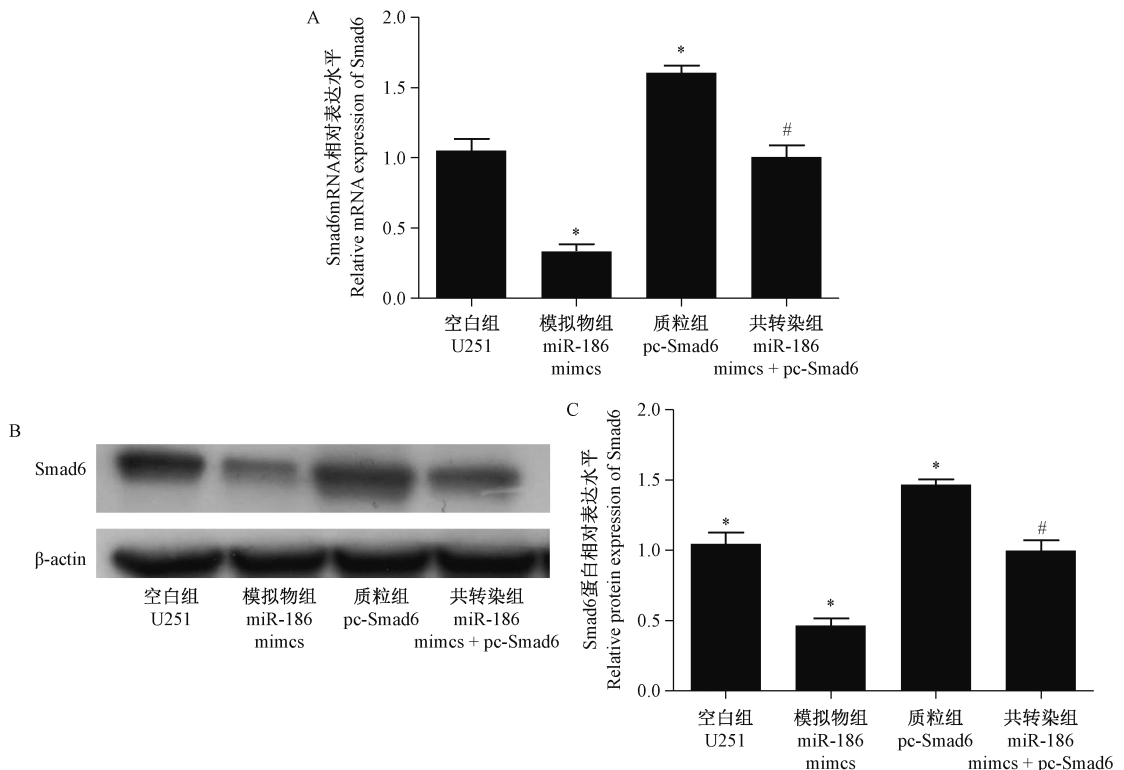 A
Smad6mRNA相对表达水平
Relative mRNA expression of Smad6
2.0
1.5
1.0
0.5
0.0
*
*
#
空白组
U251
模拟物组
miR-186
mimcs
质粒组
pc-Smad6
共转染组
miR-186
mimcs + pc-Smad6
B
Smad6
β-actin
空白组
U251
模拟物组
miR-186
mimcs
质粒组
pc-Smad6
共转染组
miR-186
mimcs + pc-Smad6
C
Smad6蛋白相对表达水平
Relative protein expression of Smad6
2.0
1.5
1.0
0.5
0.0
*
*
*
#
空白组
U251
模拟物组
miR-186
mimcs
质粒组
pc-Smad6
共转染组
miR-186
mimcs + pc-Smad6